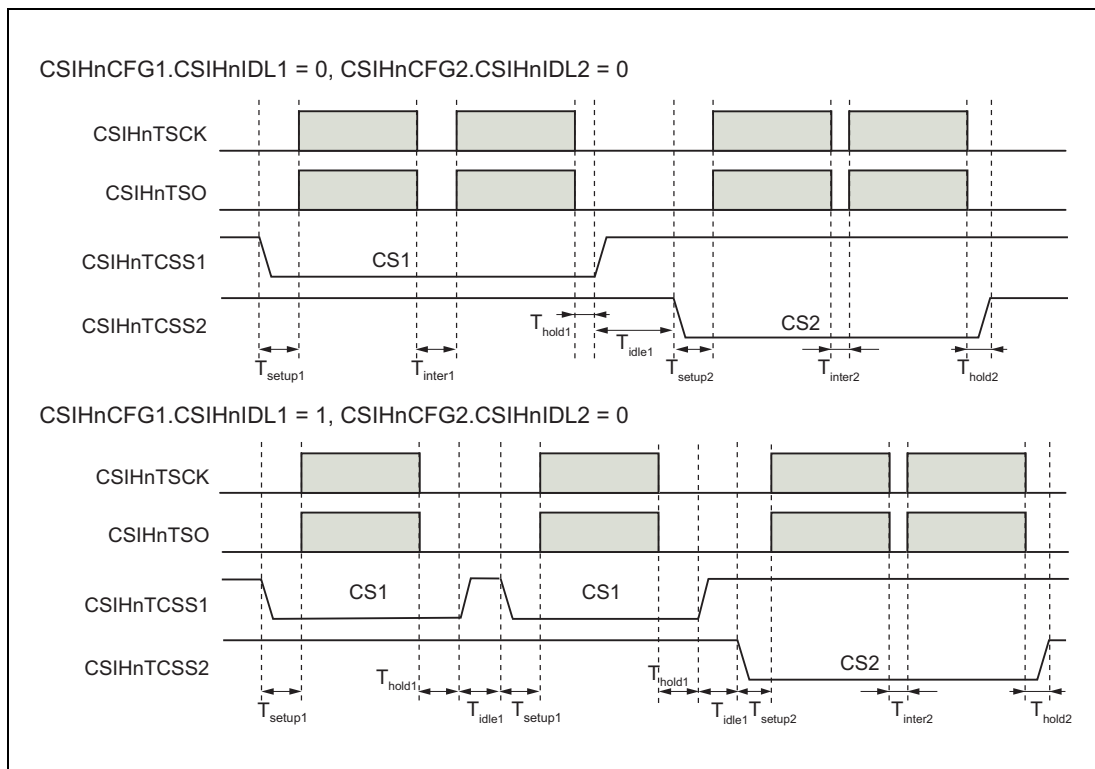 CSIHnCFG1.CSIHnIDL1 = 0, CSIHnCFG2.CSIHnIDL2 = 0
CSIHnTSCK
CSIHnTSO
CSIHnTCSS1
CS1
CSIHnTCSS2
CS2
Thold1
Tidle1
Tsetup1
Tinter1
Tsetup2
Tinter2
Thold2
CSIHnCFG1.CSIHnIDL1 = 1, CSIHnCFG2.CSIHnIDL2 = 0
CSIHnTSCK
CSIHnTSO
CSIHnTCSS1
CS1
CS1
CSIHnTCSS2
CS2
Tsetup1
Thold1
Tidle1
Tsetup1
Thold1
Tidle1
Tsetup2
Tinter2
Thold2